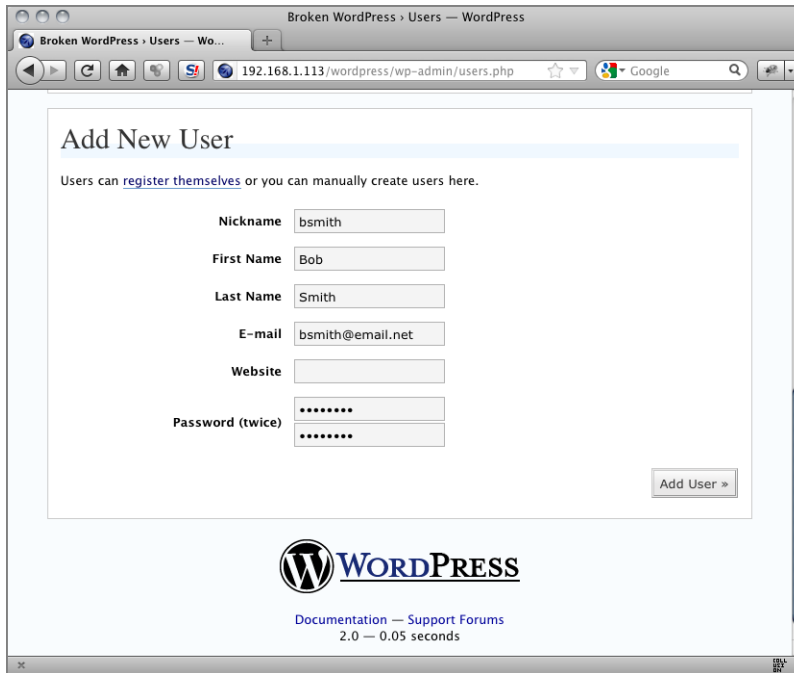 Broken WordPress › Users — WordPress
Broken WordPress › Users — Wo...
192.168.1.113/wordpress/wp-admin/users.php
Google
Add New User
Users can register themselves or you can manually create users here.
Nickname bsmith
First Name Bob
Last Name Smith
E-mail bsmith@email.net
Website
Password (twice)
Add User »
WORDPRESS
Documentation — Support Forums
2.0 — 0.05 seconds
COLLUSION